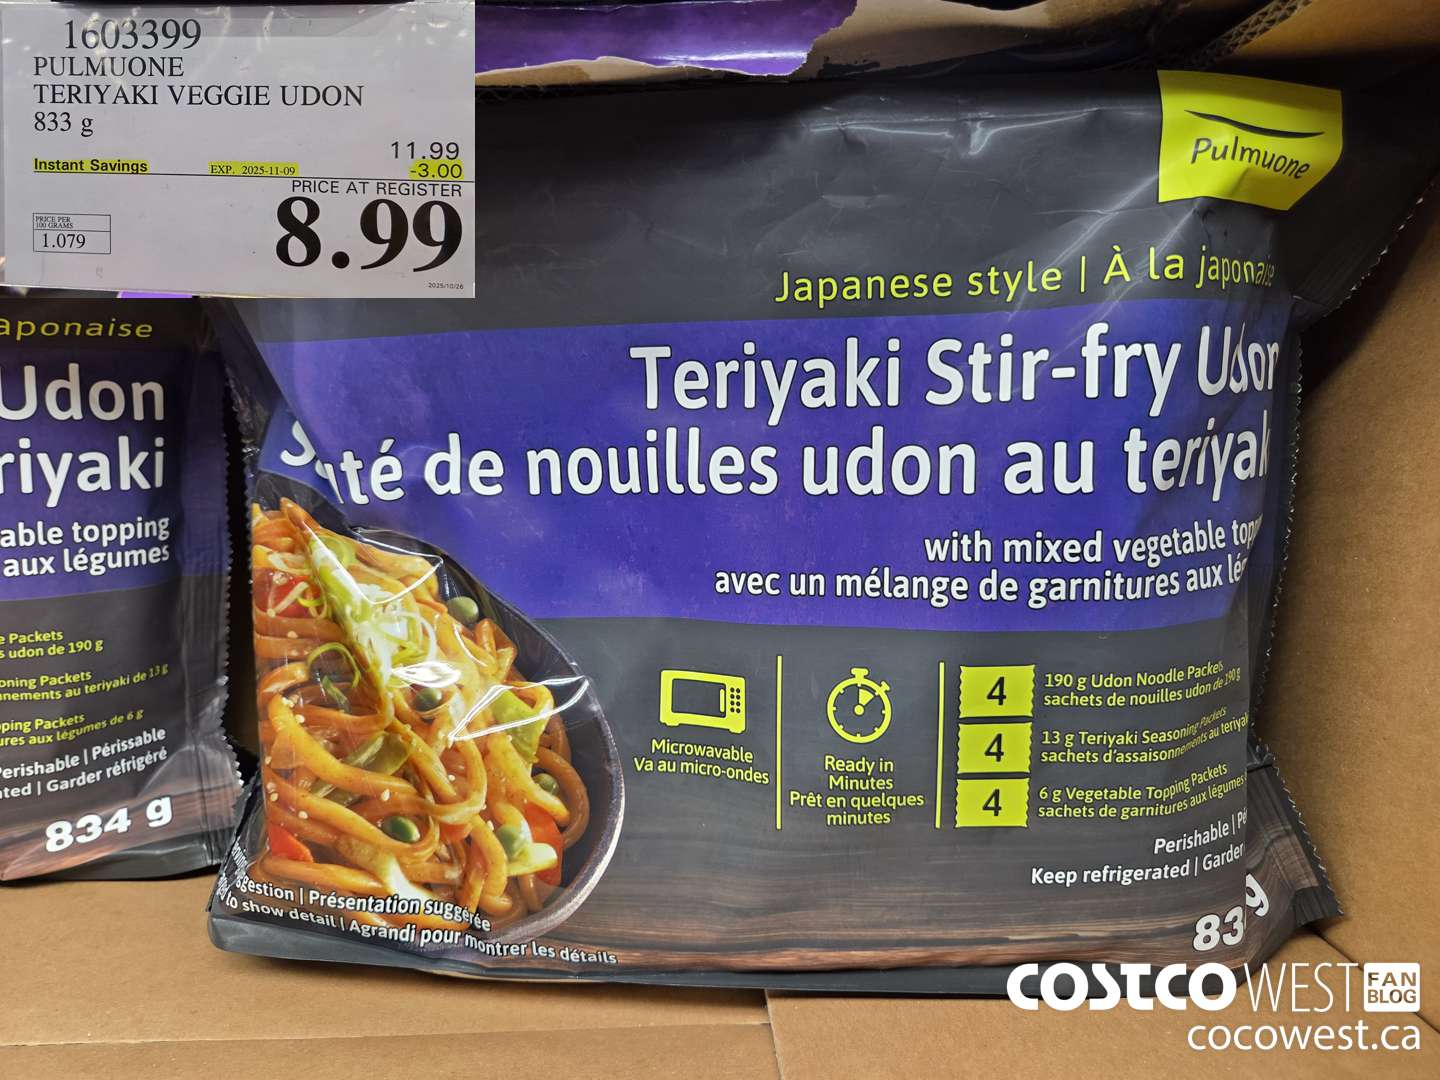 1603399
PULMUONE
TERIYAKI VEGGIE UDON
833 g
11.99
Instant Savings EXP. 2025-11-09 -3.00
PRICE AT REGISTER
8.99
PRICE PER
100 GRAMS
1.079
2025/10/26
Pulmuone
Japanese style | À la japonaise
Teriyaki Stir-fry Udon
Sauté de nouilles udon au teriyaki
with mixed vegetable topping
avec un mélange de garnitures aux
Microwavable
Va au micro-ondes
Ready in
Minutes
Prêt en quelques
minutes
4 190 g Udon Noodle Packets
sachets de nouilles udon de 190 g
4 13 g Teriyaki Seasoning Packets
sachets d'assaisonnements au teriyaki
4 6 g Vegetable Topping Packets
sachets de garnitures aux légumes
Perishable |
Keep refrigerated | Garder
83 g
gestion | Présentation suggérée
to show detail | Agrandi pour montrer les détails
aponaise
Udon
riyaki
able topping
aux légumes
e Packets
s udon de 190 g
oning Packets
nnements au teriyaki de 13 g
ping Packets
ures aux légumes de 6 g
erishable | Périssable
ted | Garder réfrigéré
834 g
COSTCO WEST FAN BLOG
cocowest.ca